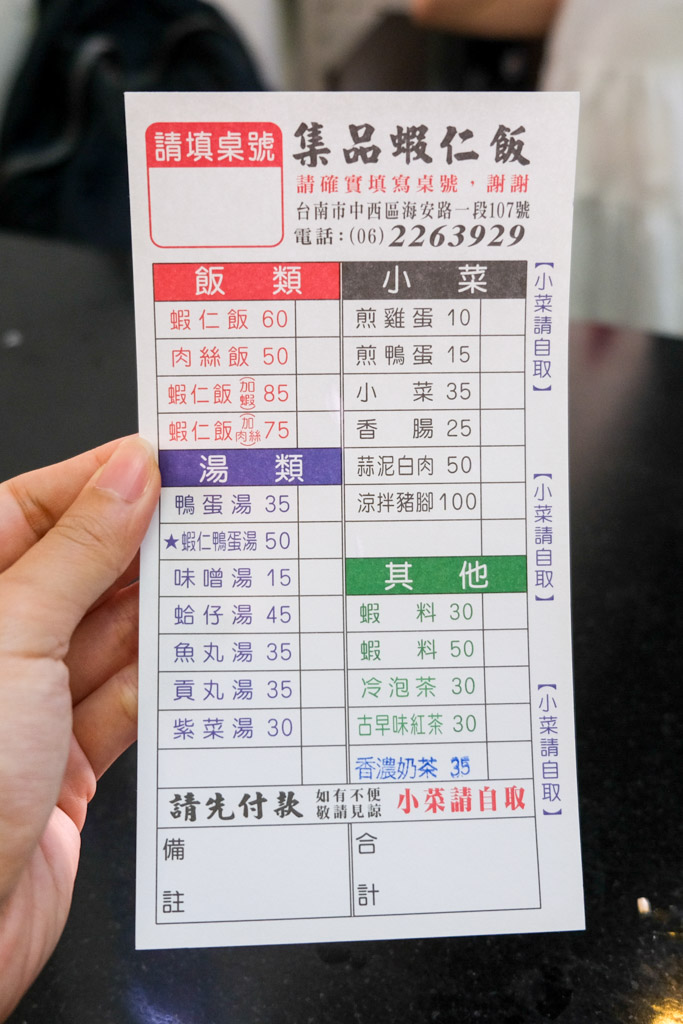 請填桌號
集品蝦仁飯
請確實填寫桌號，謝謝
台南市中西區海安路一段107號
電話：(06)2263929
飯類
蝦仁飯 60
肉絲飯 50
蝦仁飯(加蝦) 85
蝦仁飯(加肉絲) 75
湯類
鴨蛋湯 35
★蝦仁鴨蛋湯 50
味噌湯 15
蛤仔湯 45
魚丸湯 35
貢丸湯 35
紫菜湯 30
小菜
煎雞蛋 10
煎鴨蛋 15
小菜 35
香腸 25
蒜泥白肉 50
涼拌豬腳 100
其他
蝦料 30
蝦料 50
冷泡茶 30
古早味紅茶 30
香濃奶茶 35
【小菜請自取】
【小菜請自取】
【小菜請自取】
請先付款 如有不便
敬請見諒 小菜請自取
備註
合計